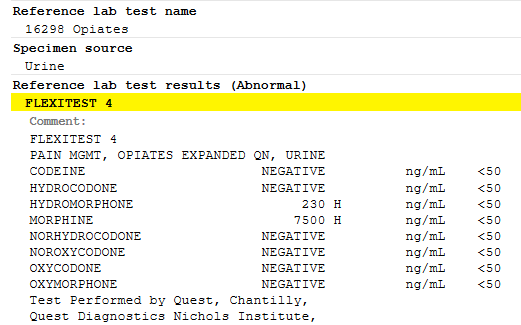 Reference lab test name
16298 Opiates
Specimen source
Urine
Reference lab test results (Abnormal)
FLEXITEST 4
Comment:
FLEXITEST 4
PAIN MGMT, OPIATES EXPANDED QN, URINE
CODEINE NEGATIVE ng/mL <50
HYDROCODONE NEGATIVE ng/mL <50
HYDROMORPHONE 230 H ng/mL <50
MORPHINE 7500 H ng/mL <50
NORHYDROCODONE NEGATIVE ng/mL <50
NOROXYCODONE NEGATIVE ng/mL <50
OXYCODONE NEGATIVE ng/mL <50
OXYMORPHONE NEGATIVE ng/mL <50
Test Performed by Quest, Chantilly,
Quest Diagnostics Nichols Institute,